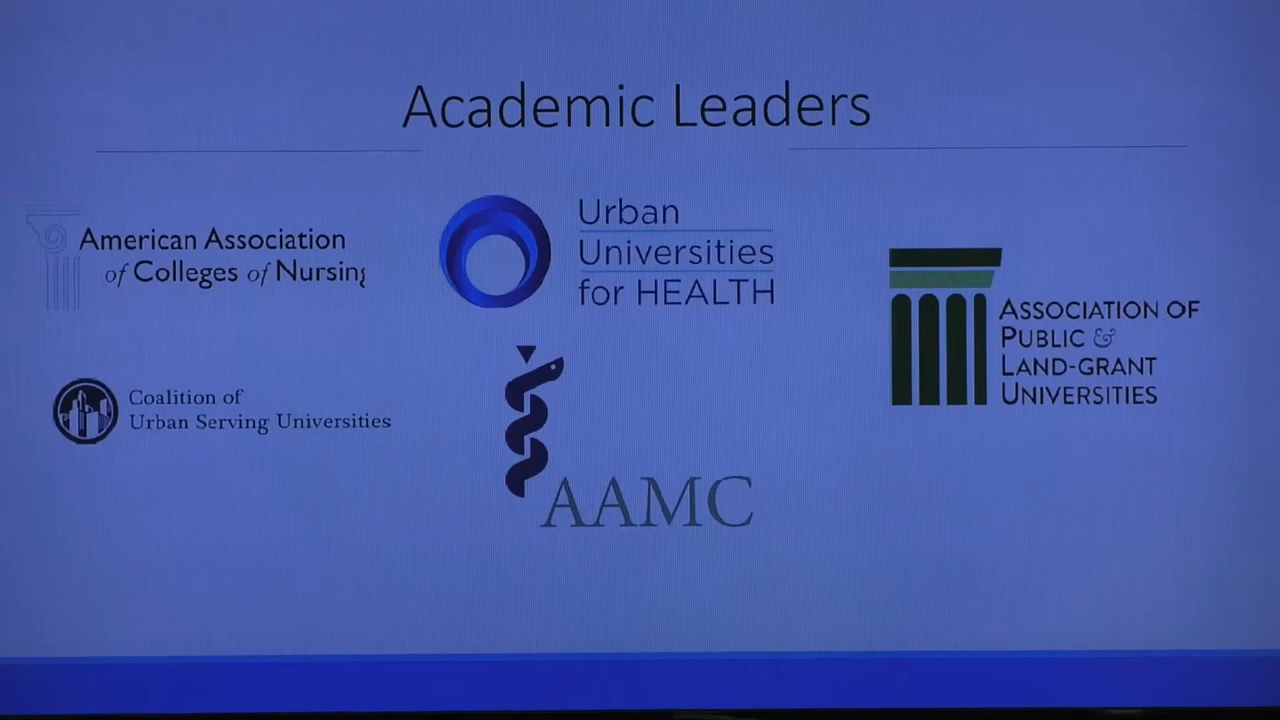 Academic Leaders
American Association
of Colleges of Nursing
Urban
Universities
for HEALTH
ASSOCIATION OF
PUBLIC &
LAND-GRANT
UNIVERSITIES
Coalition of
Urban Serving Universities
AAMC